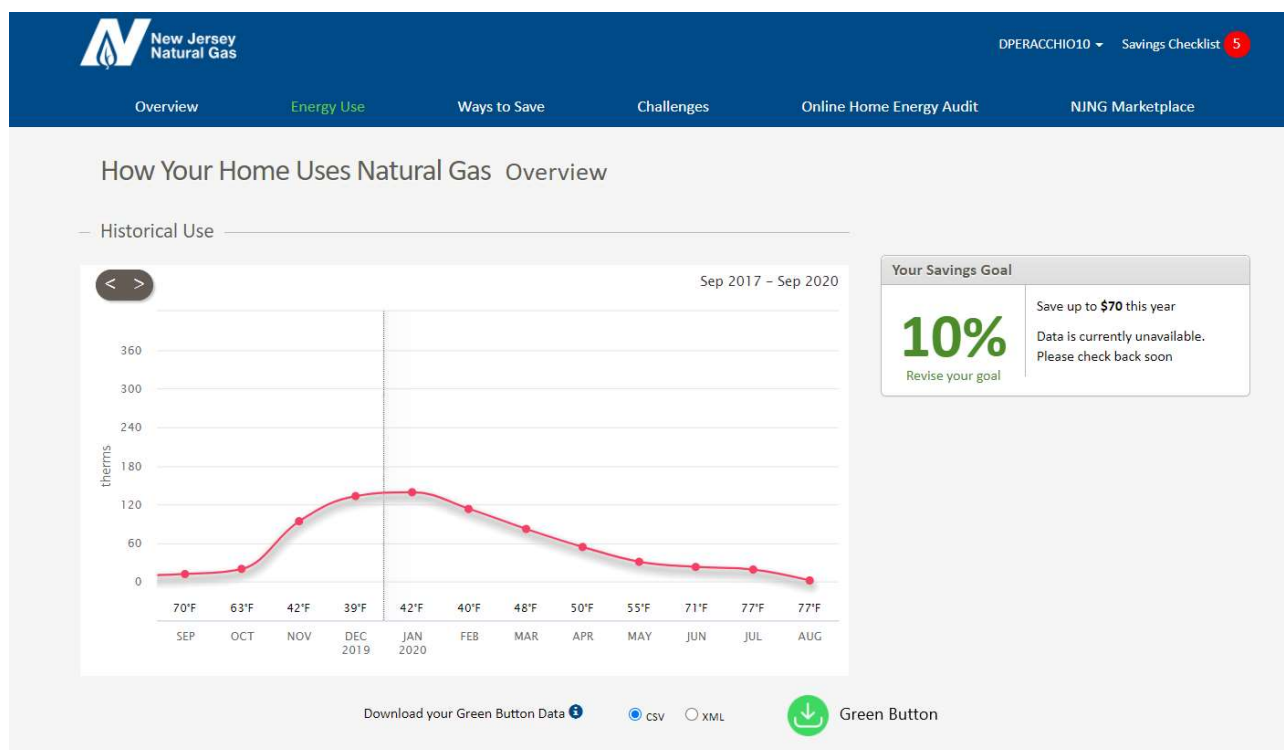 New Jersey
Natural Gas
DPERACCHIO10 Savings Checklist 5
Overview Energy Use Ways to Save Challenges Online Home Energy Audit NJNG Marketplace
How Your Home Uses Natural Gas Overview
Historical Use
< > Sep 2017 – Sep 2020
360
300
240
180
120
60
0
therms
70°F 63°F 42°F 39°F 42°F 40°F 48°F 50°F 55°F 71°F 77°F 77°F
SEP OCT NOV DEC JAN FEB MAR APR MAY JUN JUL AUG
2019 2020
Your Savings Goal
10%
Revise your goal
Save up to $70 this year
Data is currently unavailable.
Please check back soon
Download your Green Button Data i CSV XML Green Button